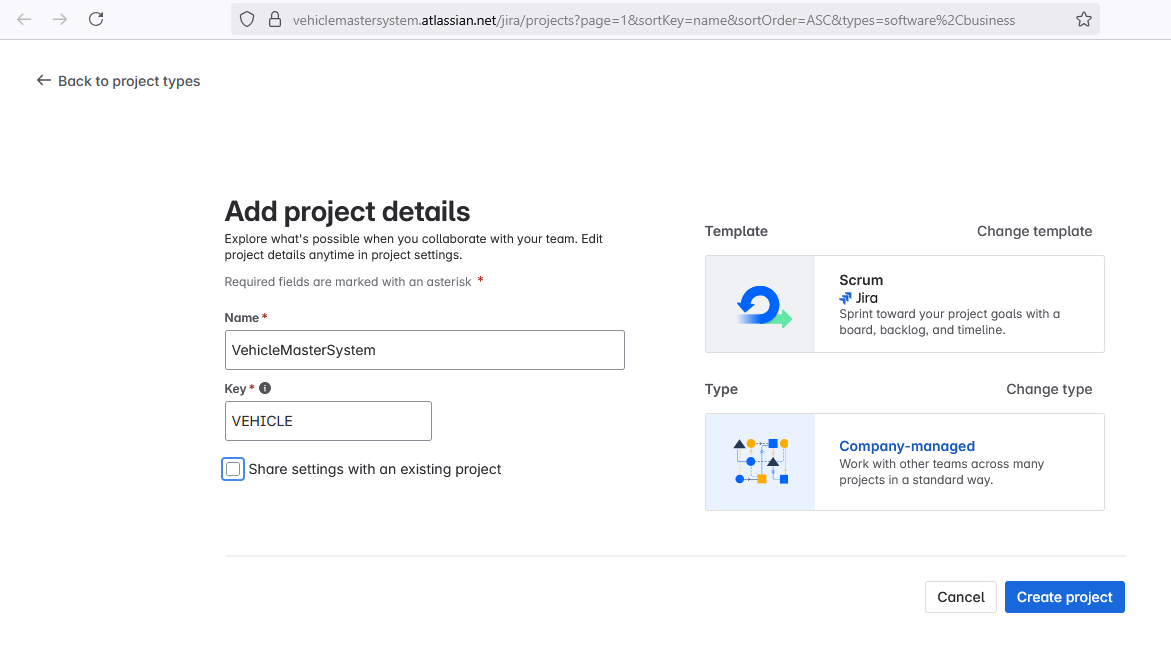 vehiclemastersystem.atlassian.net/jira/projects?page=1&sortKey=name&sortOrder=ASC&types=software%2Cbusiness
Back to project types
Add project details
Explore what's possible when you collaborate with your team. Edit
project details anytime in project settings.
Required fields are marked with an asterisk *
Name *
VehicleMasterSystem
Key *
VEHICLE
Share settings with an existing project
Template
Change template
Scrum
Jira
Sprint toward your project goals with a
board, backlog, and timeline.
Type
Change type
Company-managed
Work with other teams across many
projects in a standard way.
Cancel
Create project